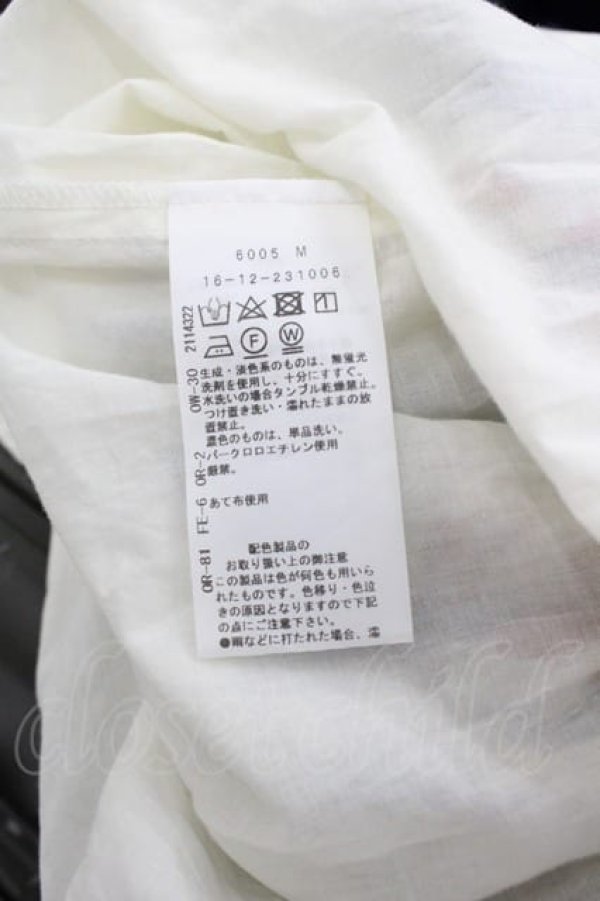 6005 M
16-12-231006
2114322
F
W
OW-30
生成・淡色系のものは、無蛍光
洗剤を使用し、十分にすすぐ。
水洗いの場合タンブル乾燥禁止。
つけ置き洗い・濡れたままの放
置禁止。
濃色のものは、単品洗い。
OR-2
パークロロエチレン使用
厳禁。
FE-6
あて布使用
OR-81
配色製品の
お取り扱い上の御注意
この製品は色が何色も用いら
れたものです。色移り・色泣
きの原因となりますので下記
の点にご注意下さい。
●雨などに打たれた場合、濡
closet child